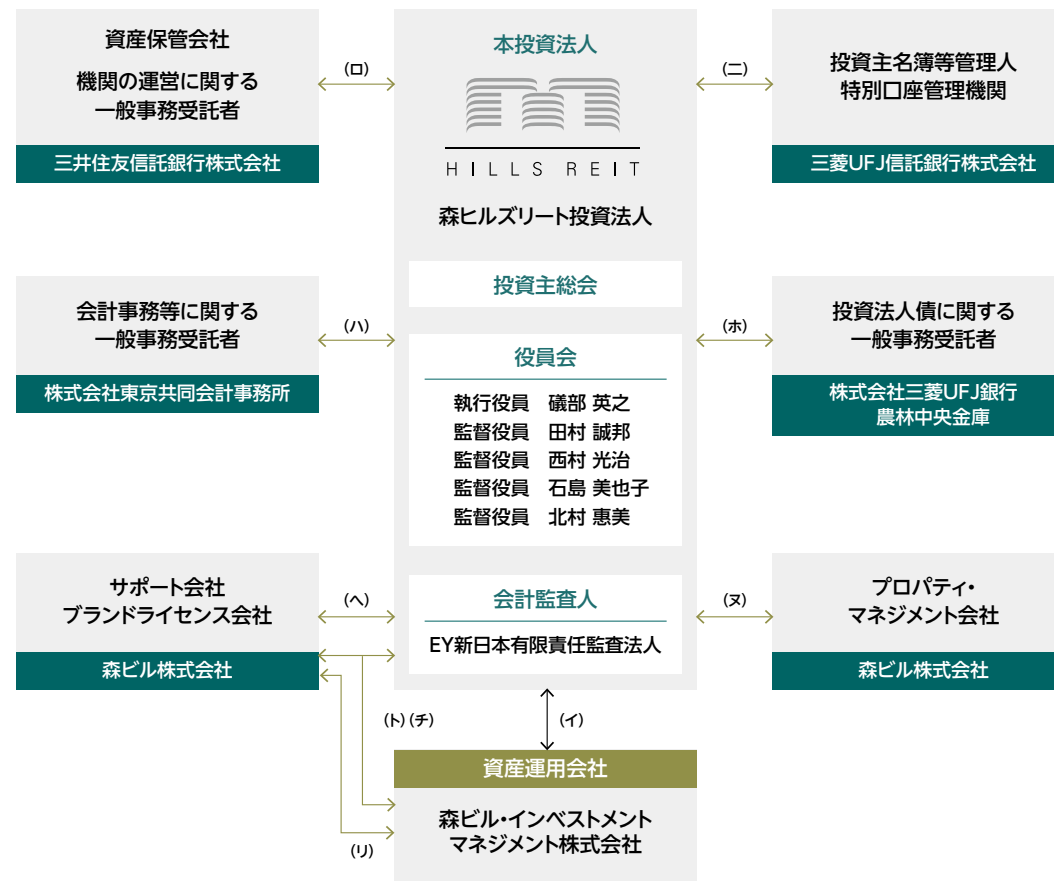 資産保管会社
機関の運営に関する
一般事務受託者
三井住友信託銀行株式会社
(ロ)
本投資法人
HILLS REIT
森ヒルズリート投資法人
(ニ)
投資主名簿等管理人
特別口座管理機関
三菱UFJ信託銀行株式会社
投資主総会
会計事務等に関する
一般事務受託者
株式会社東京共同会計事務所
(ハ)
役員会
執行役員 礒部 英之
監督役員 田村 誠邦
監督役員 西村 光治
監督役員 石島 美也子
監督役員 北村 惠美
(ホ)
投資法人債に関する
一般事務受託者
株式会社三菱UFJ銀行
農林中央金庫
サポート会社
ブランドライセンス会社
森ビル株式会社
(ヘ)
会計監査人
EY新日本有限責任監査法人
(ヌ)
プロパティ・
マネジメント会社
森ビル株式会社
(ト)(チ)
(イ)
資産運用会社
森ビル・インベストメント
マネジメント株式会社
(リ)